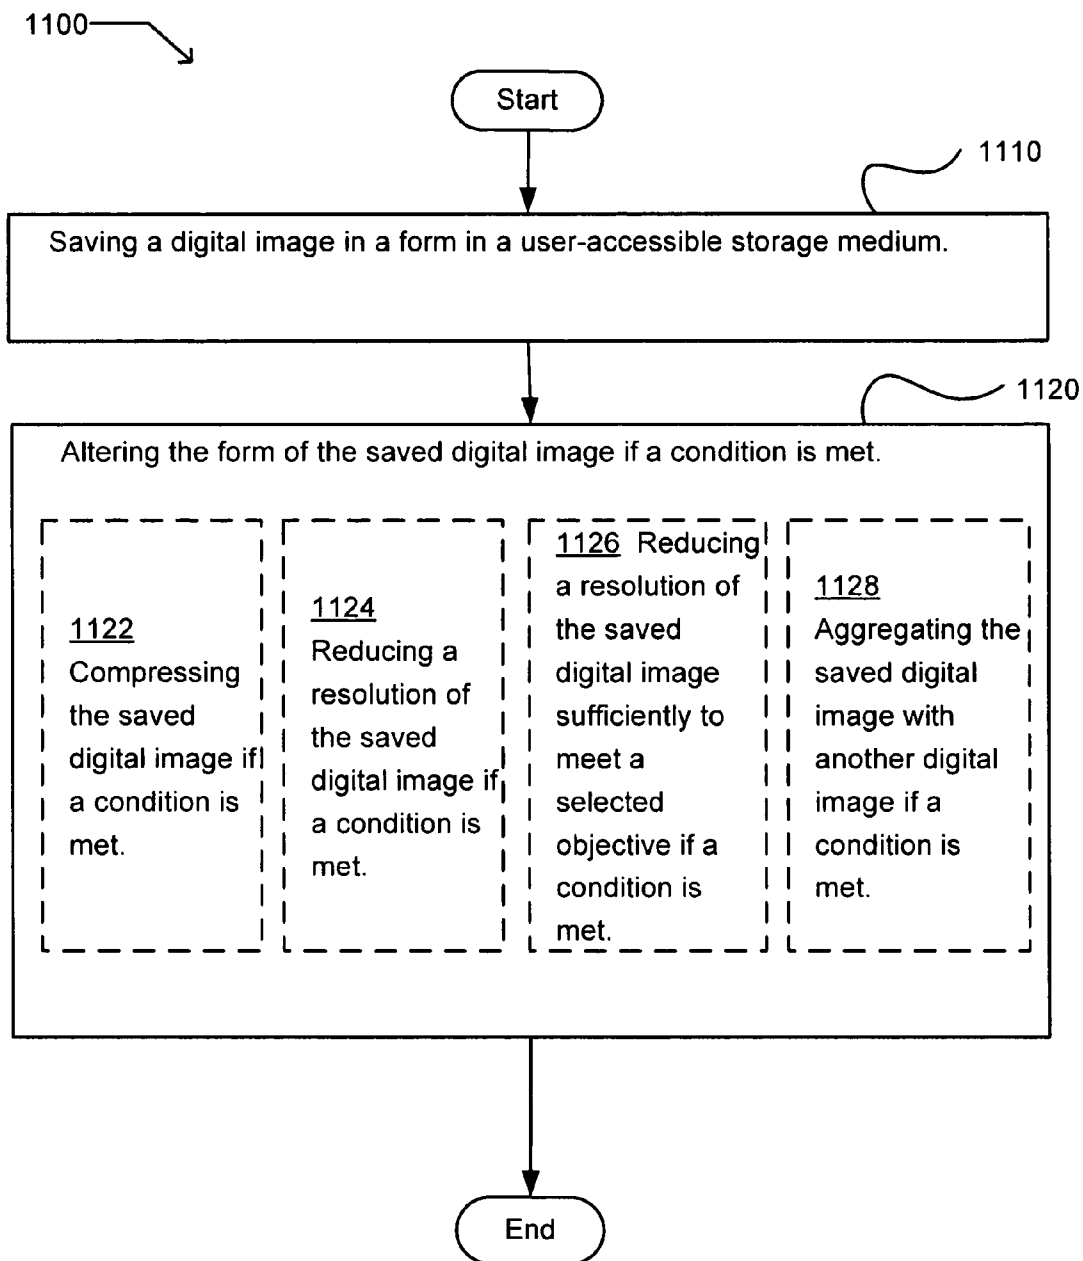 1100
Start
1110
Saving a digital image in a form in a user-accessible storage medium.
1120
Altering the form of the saved digital image if a condition is met.
1122
Compressing
the saved
digital image if
a condition is
met.
1124
Reducing a
resolution of
the saved
digital image if
a condition is
met.
1126 Reducing
a resolution of
the saved
digital image
sufficiently to
meet a
selected
objective if a
condition is
met.
1128
Aggregating the
saved digital
image with
another digital
image if a
condition is
met.
End